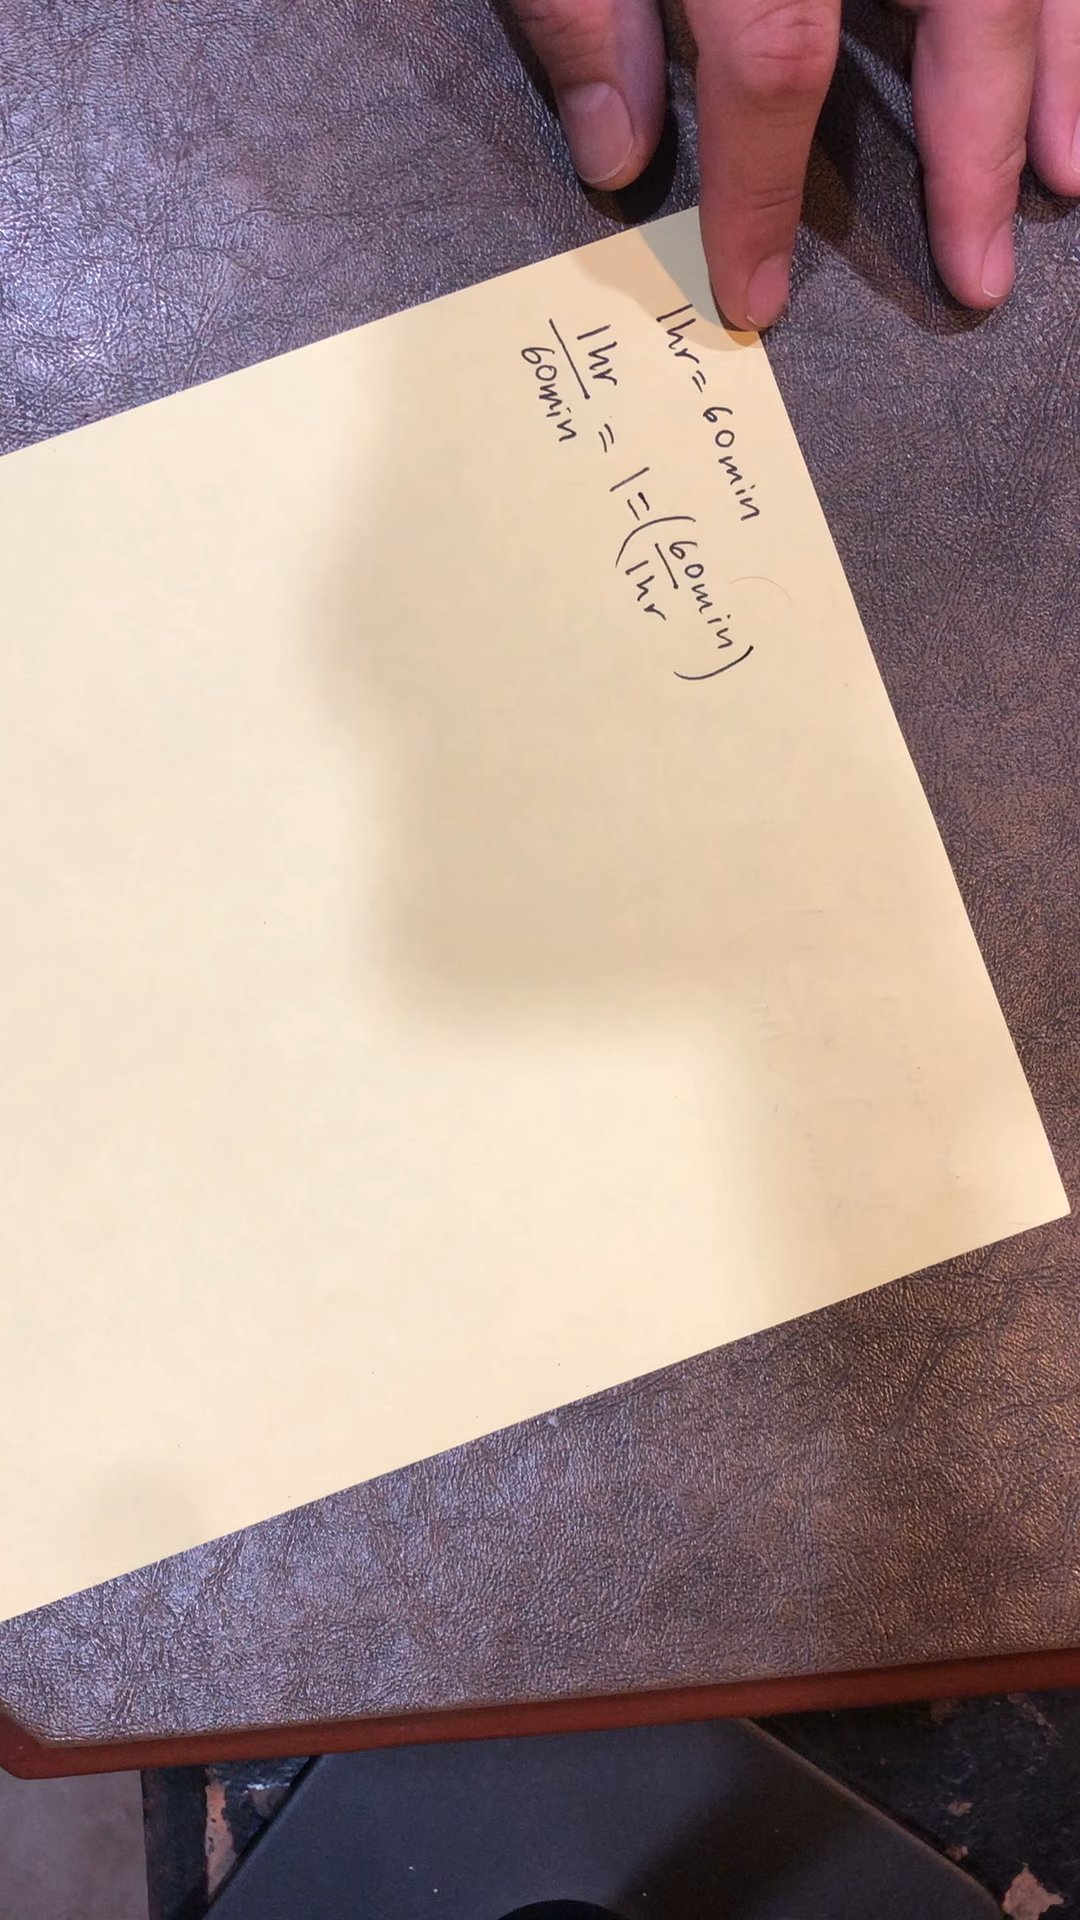 1hr = 60min
1hr/60min = 1 = (60min/1hr)